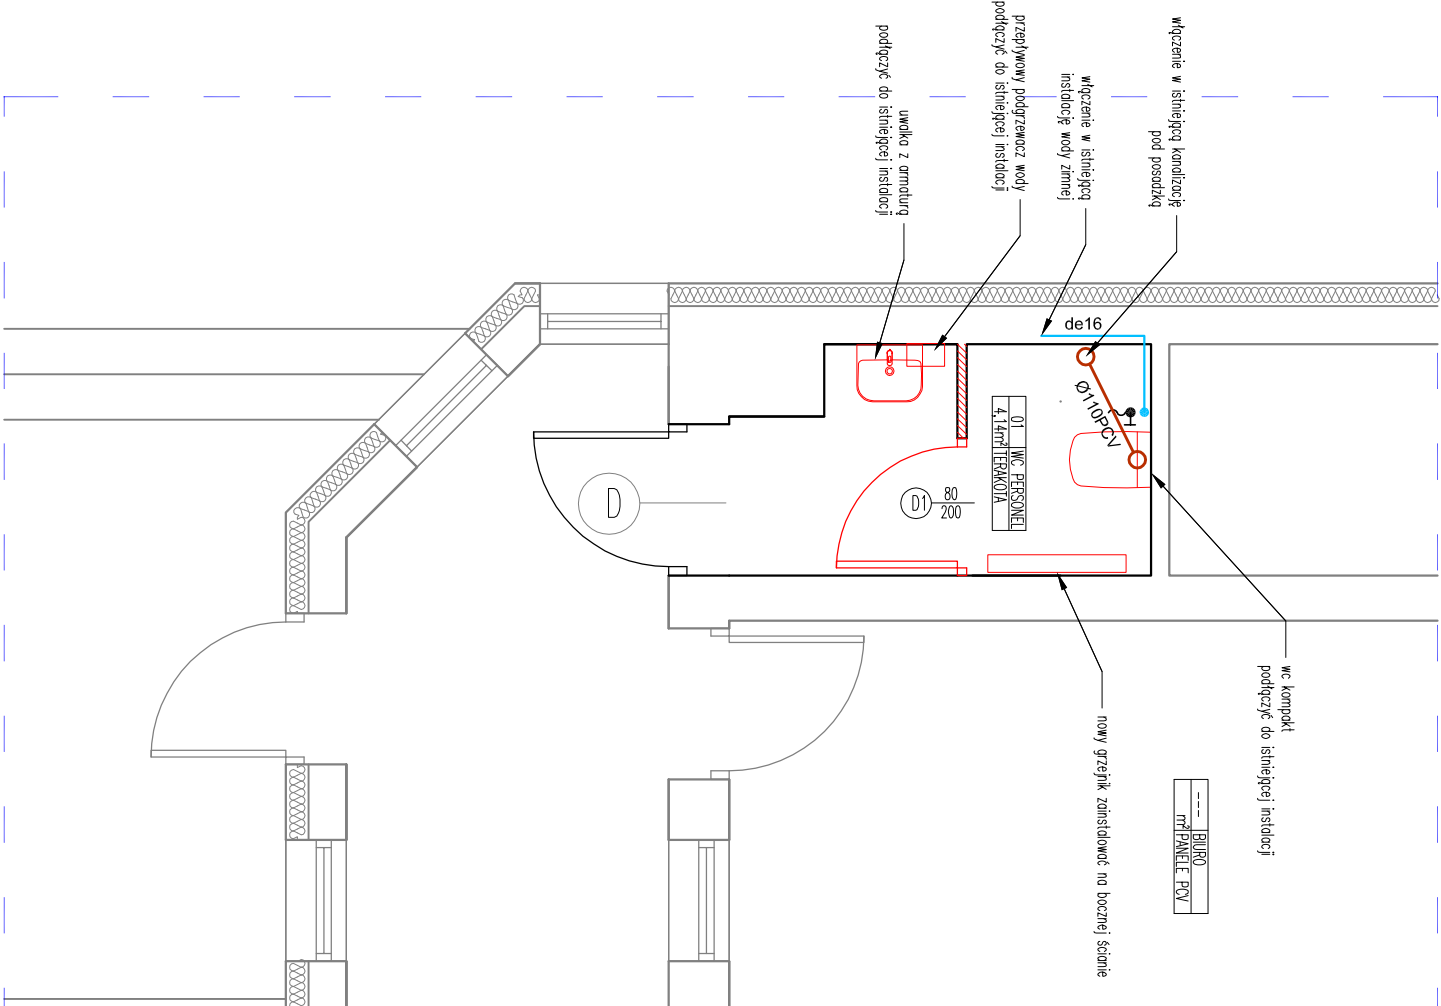 włączenie w istniejącą kanalizację
pod posadzką
włączenie w istniejącą
instalację wody zimnej
przepływowy podgrzewacz wody
podłączyć do istniejącej instalacji
uwalka z armaturą
podłączyć do istniejącej instalacji
de16
Ø110PCV
01 WC PERSONEL
4,14m² TERAKOTA
D1
80
200
D
wc kompakt
podłączyć do istniejącej instalacji
nowy grzejnik zainstalować na bocznej ścianie
--- BIURO
m² PANELE PCV